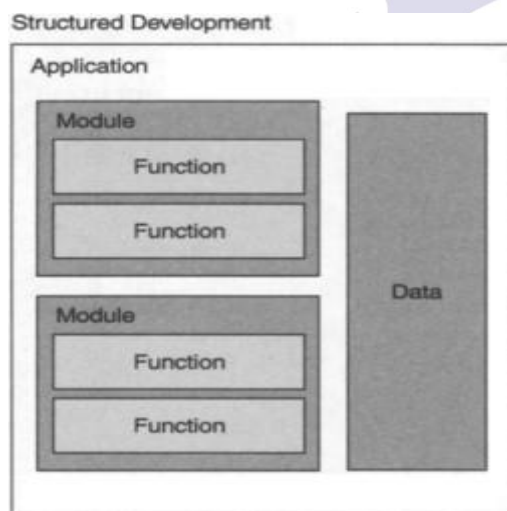 Structured Development
Application
Module
Function
Function
Module
Function
Function
Data